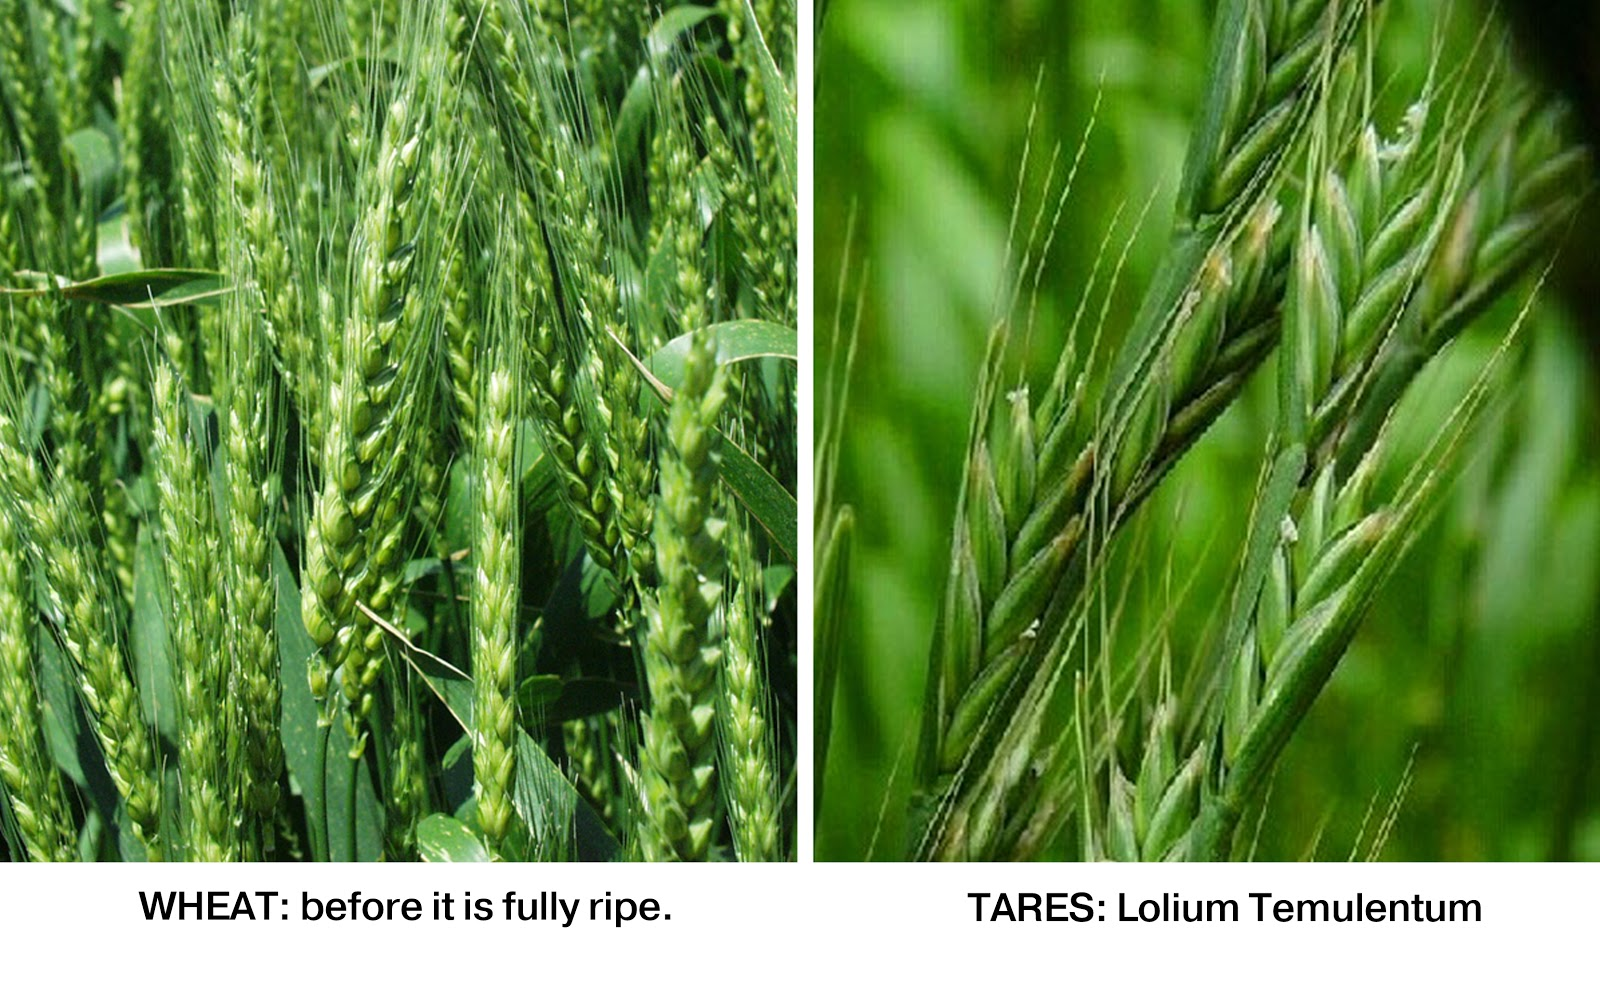 WHEAT: before it is fully ripe.
TARES: Lolium Temulentum